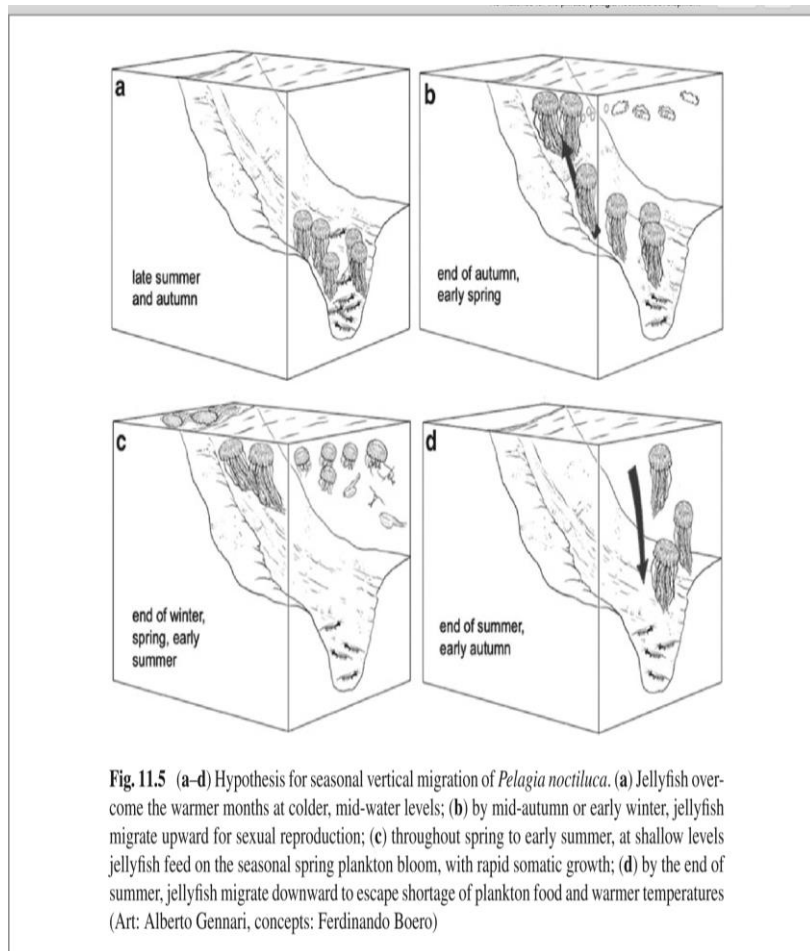 a
late summer
and autumn
b
end of autumn,
early spring
c
end of winter,
spring, early
summer
d
end of summer,
early autumn
Fig. 11.5 (a–d) Hypothesis for seasonal vertical migration of Pelagia noctiluca. (a) Jellyfish over-
come the warmer months at colder, mid-water levels; (b) by mid-autumn or early winter, jellyfish
migrate upward for sexual reproduction; (c) throughout spring to early summer, at shallow levels
jellyfish feed on the seasonal spring plankton bloom, with rapid somatic growth; (d) by the end of
summer, jellyfish migrate downward to escape shortage of plankton food and warmer temperatures
(Art: Alberto Gennari, concepts: Ferdinando Boero)